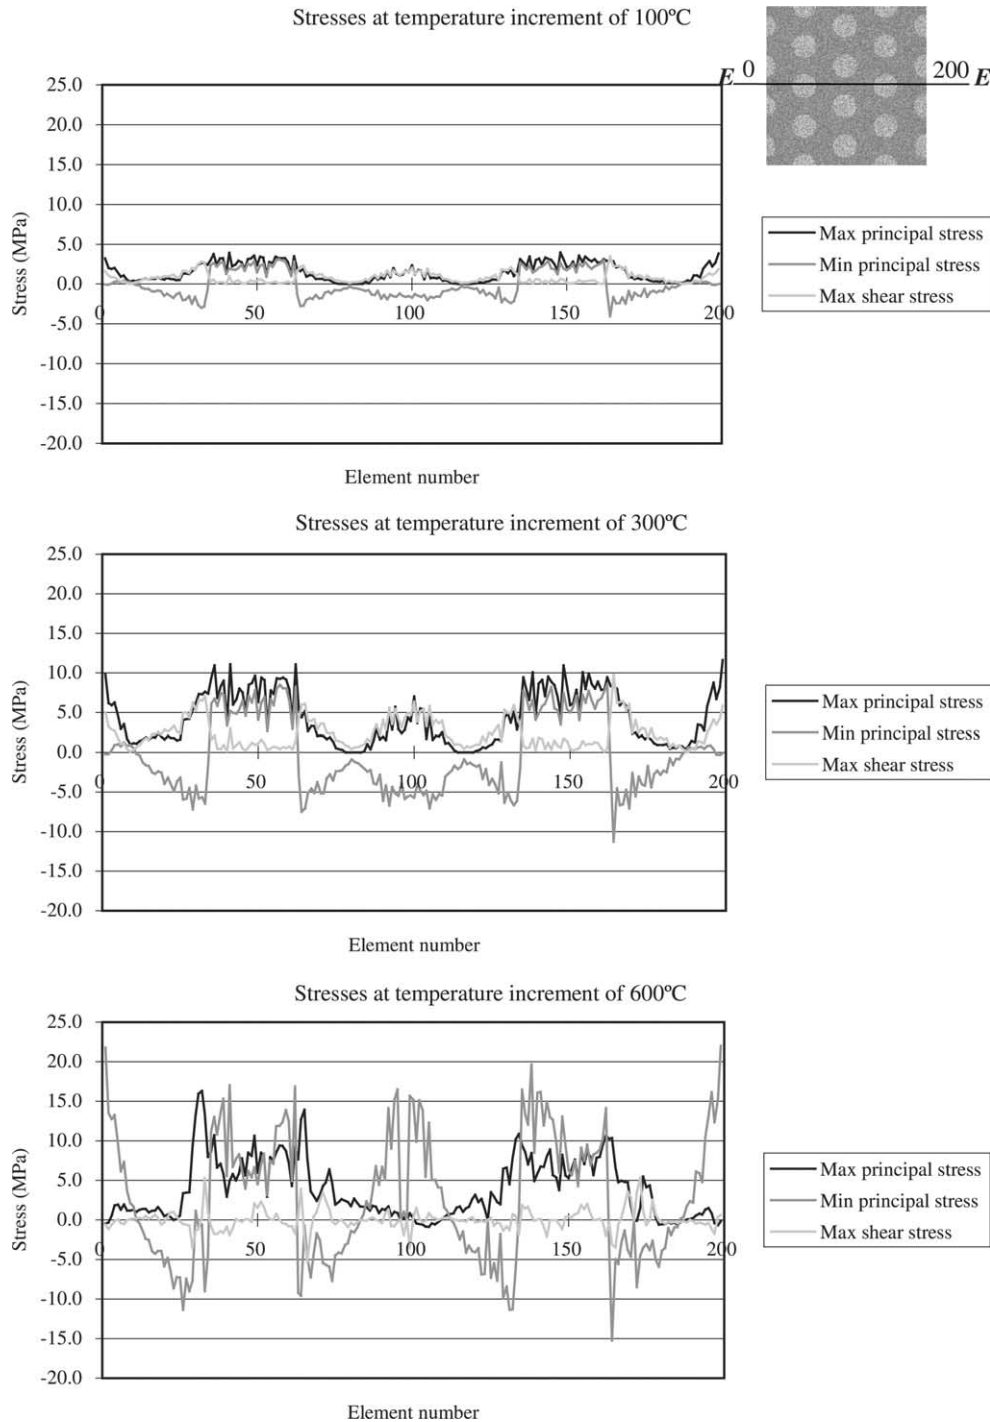 Stresses at temperature increment of 100ºC
E 0 200 E
25.0
20.0
15.0
10.0
5.0
0.0
-5.0
-10.0
-15.0
-20.0
Stress (MPa)
0 50 100 150 200
Element number
Max principal stress
Min principal stress
Max shear stress
Stresses at temperature increment of 300ºC
25.0
20.0
15.0
10.0
5.0
0.0
-5.0
-10.0
-15.0
-20.0
Stress (MPa)
0 50 100 150 200
Element number
Max principal stress
Min principal stress
Max shear stress
Stresses at temperature increment of 600ºC
25.0
20.0
15.0
10.0
5.0
0.0
-5.0
-10.0
-15.0
-20.0
Stress (MPa)
0 50 100 150 200
Element number
Max principal stress
Min principal stress
Max shear stress